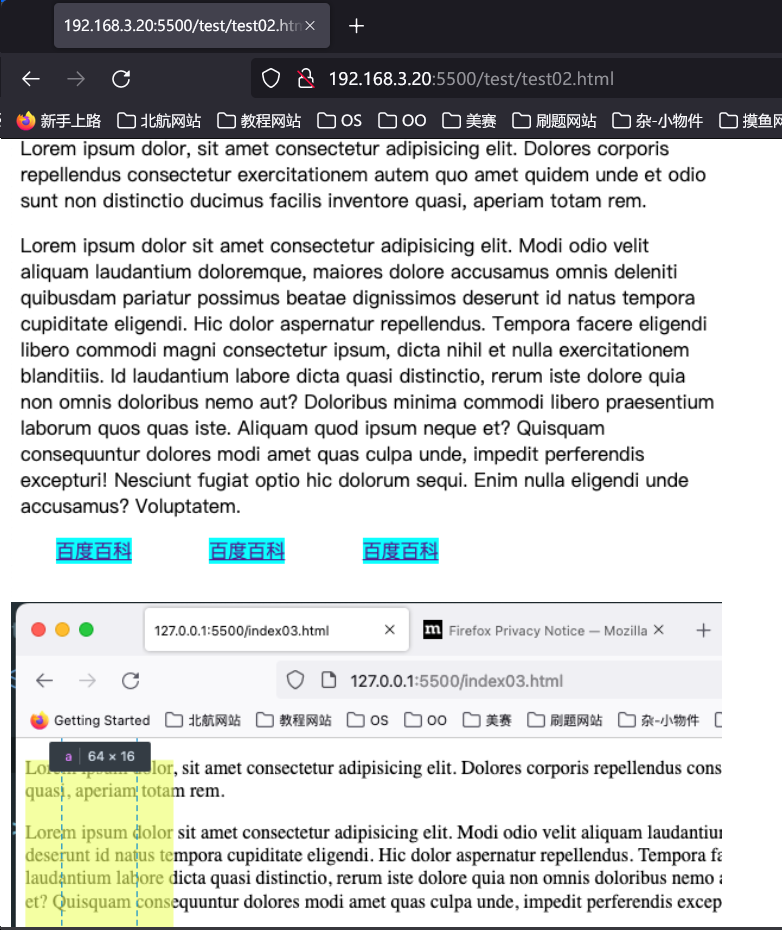 192.168.3.20:5500/test/test02.htm
192.168.3.20:5500/test/test02.html
新手上路 北航网站 教程网站 OS OO 美赛 刷题网站 杂-小物件 摸鱼网
Lorem ipsum dolor, sit amet consectetur adipisicing elit. Dolores corporis
repellendus consectetur exercitationem autem quo amet quidem unde et odio
sunt non distinctio ducimus facilis inventore quasi, aperiam totam rem.
Lorem ipsum dolor sit amet consectetur adipisicing elit. Modi odio velit
aliquam laudantium doloremque, maiores dolore accusamus omnis deleniti
quibusdam pariatur possimus beatae dignissimos deserunt id natus tempora
cupiditate eligendi. Hic dolor aspernatur repellendus. Tempora facere eligendi
libero commodi magni consectetur ipsum, dicta nihil et nulla exercitationem
blanditiis. Id laudantium labore dicta quasi distinctio, rerum iste dolore quia
non omnis doloribus nemo aut? Doloribus minima commodi libero praesentium
laborum quos quas iste. Aliquam quod ipsum neque et? Quisquam
consequuntur dolores modi amet quas culpa unde, impedit perferendis
excepturi! Nesciunt fugiat optio hic dolorum sequi. Enim nulla eligendi unde
accusamus? Voluptatem.
百度百科 百度百科 百度百科
127.0.0.1:5500/index03.html m Firefox Privacy Notice — Mozilla
127.0.0.1:5500/index03.html
Getting Started 北航网站 教程网站 OS OO 美赛 刷题网站 杂-小物件
a 64 × 16
Lorem ipsum dolor, sit amet consectetur adipisicing elit. Dolores corporis repellendus cons
quasi, aperiam totam rem.
Lorem ipsum dolor sit amet consectetur adipisicing elit. Modi odio velit aliquam laudantiu
deserunt id natus tempora cupiditate eligendi. Hic dolor aspernatur repellendus. Tempora fa
laudantium labore dicta quasi distinctio, rerum iste dolore quia non omnis doloribus nemo
et? Quisquam consequuntur dolores modi amet quas culpa unde, impedit perferendis excep